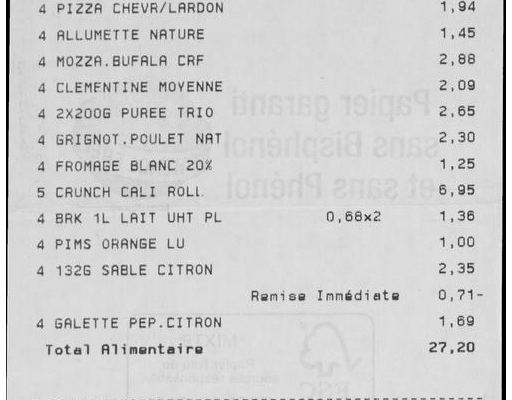 4 PIZZA CHEVR/LARDON 1,94
4 ALLUMETTE NATURE 1,45
4 MOZZA.BUFALA CRF 2,88
4 CLEMENTINE MOYENNE 2,09
4 2X200G PUREE TRIO 2,65
4 GRIGNOT.POULET NAT 2,30
4 FROMAGE BLANC 20% 1,25
5 CRUNCH CALI ROLL 6,95
4 BRK 1L LAIT UHT PL 0,68x2 1,36
4 PIMS ORANGE LU 1,00
4 132G SABLE CITRON 2,35
Remise Immédiate 0,71-
4 GALETTE PEP.CITRON 1,69
Total Alimentaire 27,20
Papier garanti
sans Bisphénol
et sans Phénol
MIXTE
Papier issu de
sources responsables
FSC